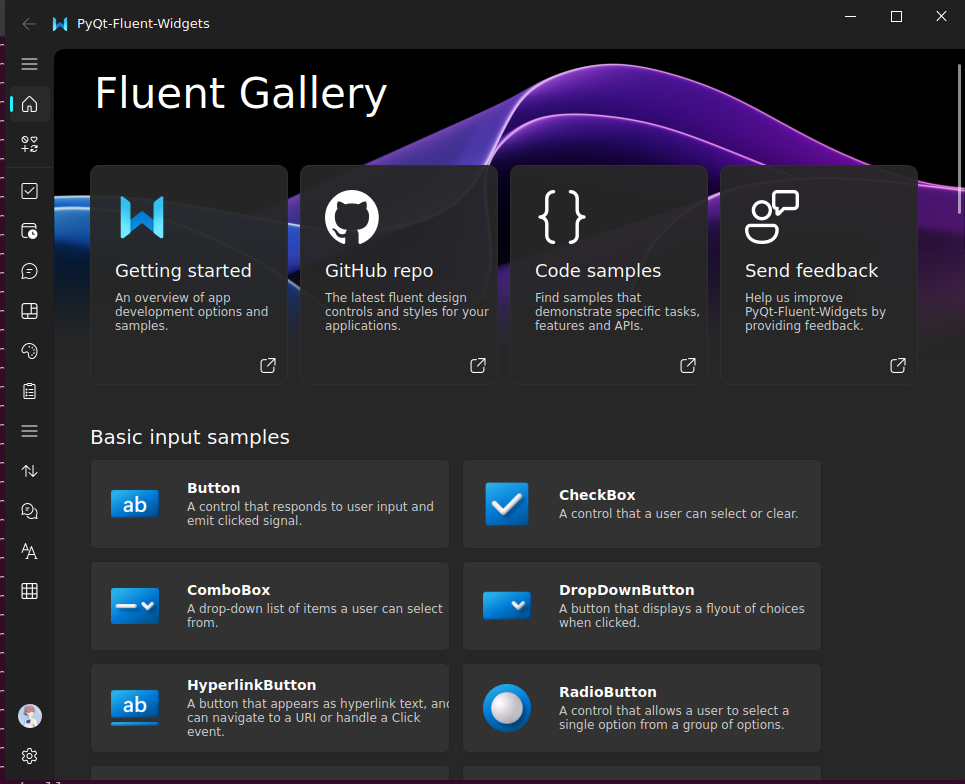 PyQt-Fluent-Widgets
Fluent Gallery
Getting started
An overview of app
development options and
samples.
GitHub repo
The latest fluent design
controls and styles for your
applications.
Code samples
Find samples that
demonstrate specific tasks,
features and APIs.
Send feedback
Help us improve
PyQt-Fluent-Widgets by
providing feedback.
Basic input samples
ab
Button
A control that responds to user input and
emit clicked signal.
CheckBox
A control that a user can select or clear.
ComboBox
A drop-down list of items a user can select
from.
DropDownButton
A button that displays a flyout of choices
when clicked.
ab
HyperlinkButton
A button that appears as hyperlink text, and
can navigate to a URI or handle a Click
event.
RadioButton
A control that allows a user to select a
single option from a group of options.